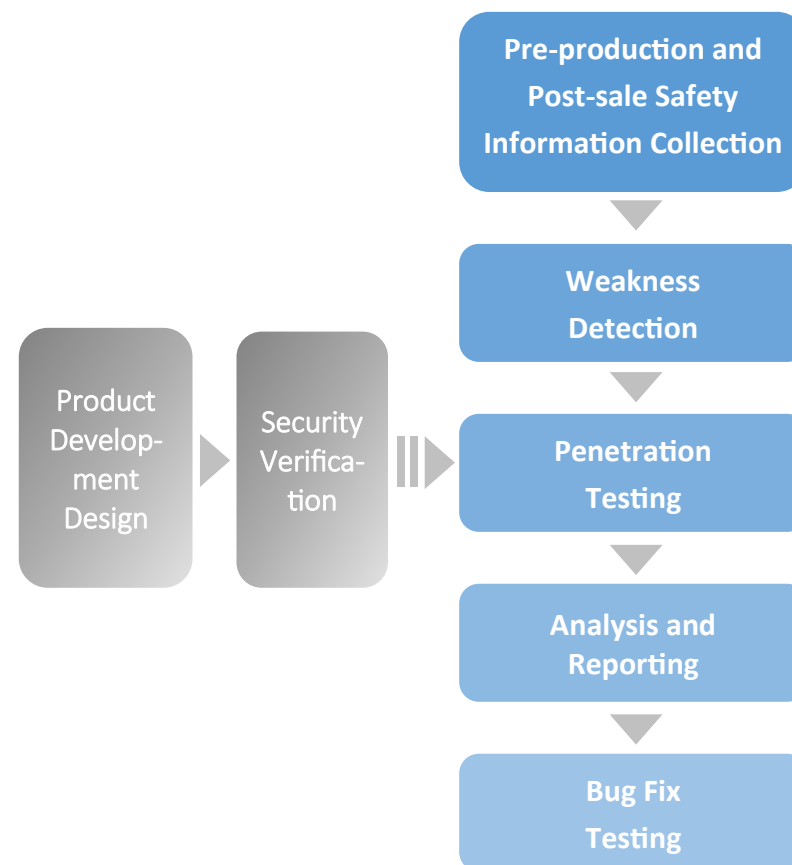 Pre-production and
Post-sale Safety
Information Collection
Weakness
Detection
Product
Develop-
ment
Design
Security
Verifica-
tion
Penetration
Testing
Analysis and
Reporting
Bug Fix
Testing